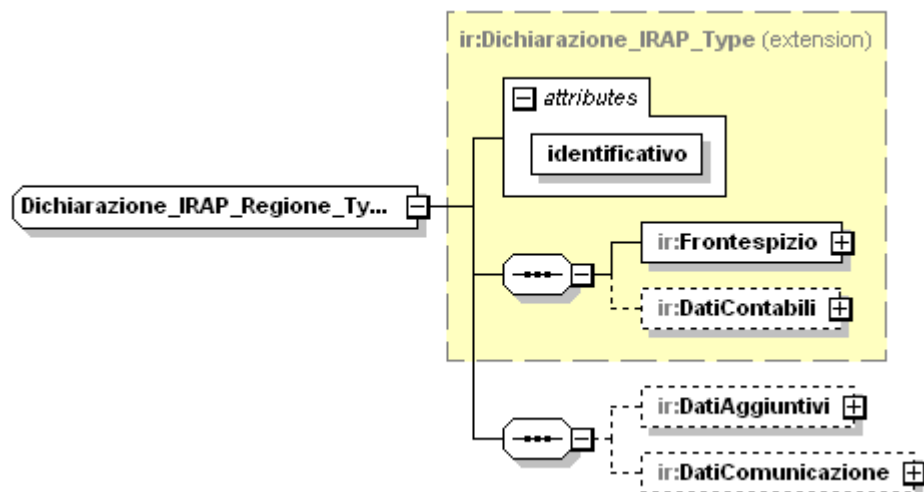 ir:Dichiarazione_IRAP_Type (extension)
attributes
identificativo
Dichiarazione_IRAP_Regione_Ty...
ir:Frontespizio
ir:DatiContabili
ir:DatiAggiuntivi
ir:DatiComunicazione